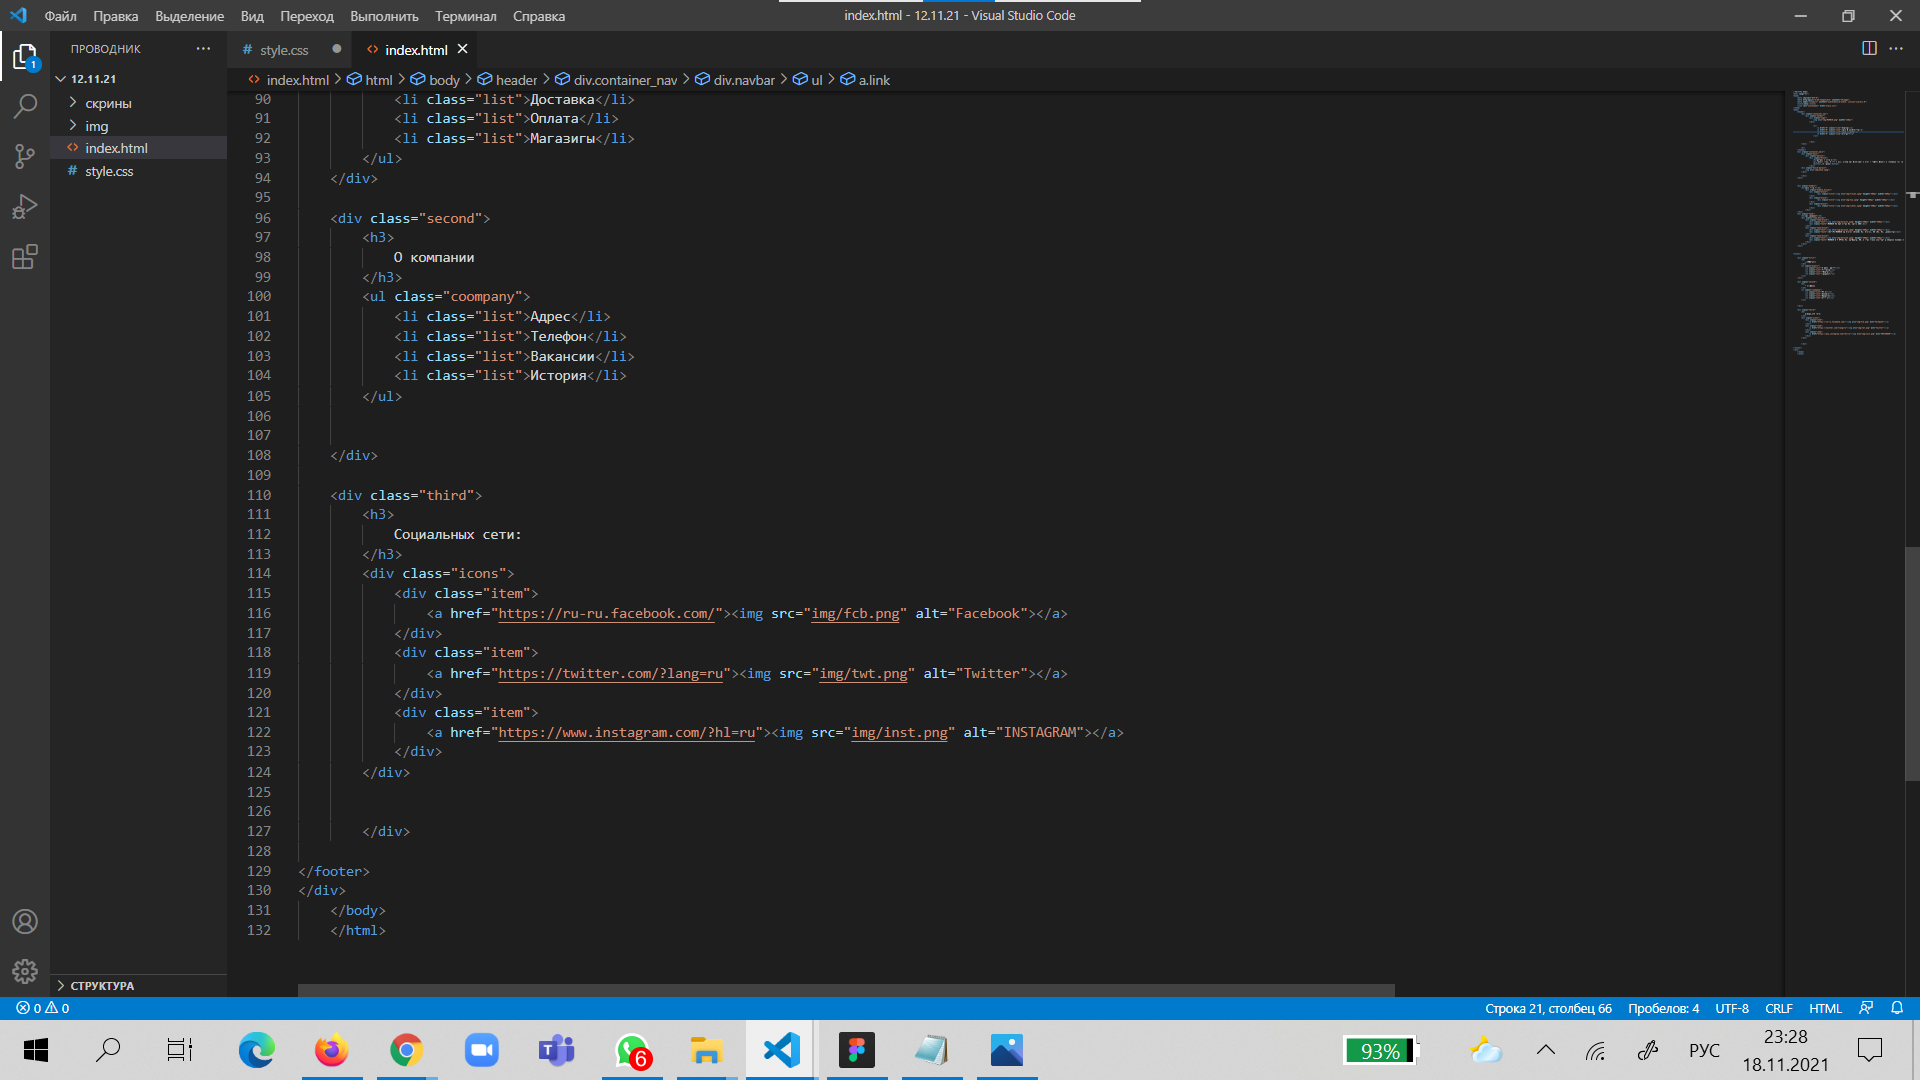 Файл Правка Выделение Вид Переход Выполнить Терминал Справка
index.html - 12.11.21 - Visual Studio Code
ПРОВОДНИК ···
# style.css
<> index.html
1
index.html > html > body > header > div.container_nav > div.navbar > ul > a.link
12.11.21
скрины
img
<> index.html
# style.css
90 <li class="list">Доставка</li>
91 <li class="list">Оплата</li>
92 <li class="list">Магазигы</li>
93 </ul>
94 </div>
95
96 <div class="second">
97 <h3>
98 О компании
99 </h3>
100 <ul class="coompany">
101 <li class="list">Адрес</li>
102 <li class="list">Телефон</li>
103 <li class="list">Вакансии</li>
104 <li class="list">История</li>
105 </ul>
106
107
108 </div>
109
110 <div class="third">
111 <h3>
112 Социальных сети:
113 </h3>
114 <div class="icons">
115 <div class="item">
116 <a href="https://ru-ru.facebook.com/"><img src="img/fcb.png" alt="Facebook"></a>
117 </div>
118 <div class="item">
119 <a href="https://twitter.com/?lang=ru"><img src="img/twt.png" alt="Twitter"></a>
120 </div>
121 <div class="item">
122 <a href="https://www.instagram.com/?hl=ru"><img src="img/inst.png" alt="INSTAGRAM"></a>
123 </div>
124 </div>
125
126
127 </div>
128
129 </footer>
130 </div>
131 </body>
132 </html>
СТРУКТУРА
0 0
Строка 21, столбец 66 Пробелов: 4 UTF-8 CRLF HTML
6
93%
РУС
23:28
18.11.2021